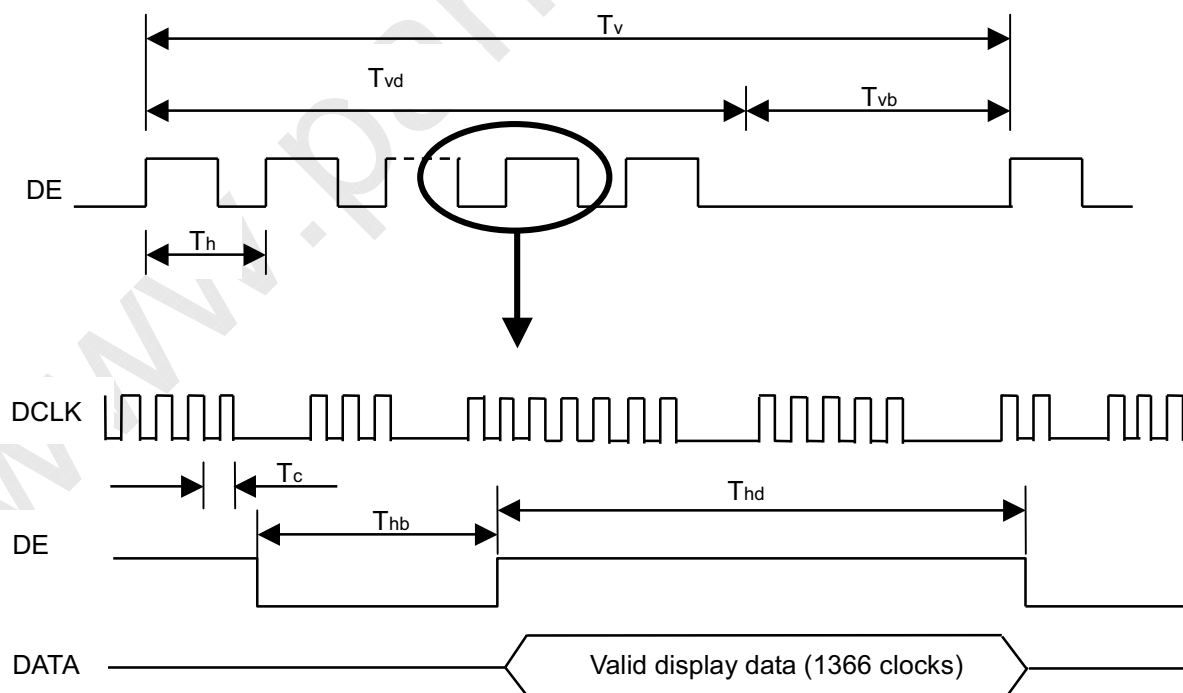 Tv
Tvd
Tvb
DE
Th
DCLK
Tc
Thd
Thb
DE
DATA
Valid display data (1366 clocks)